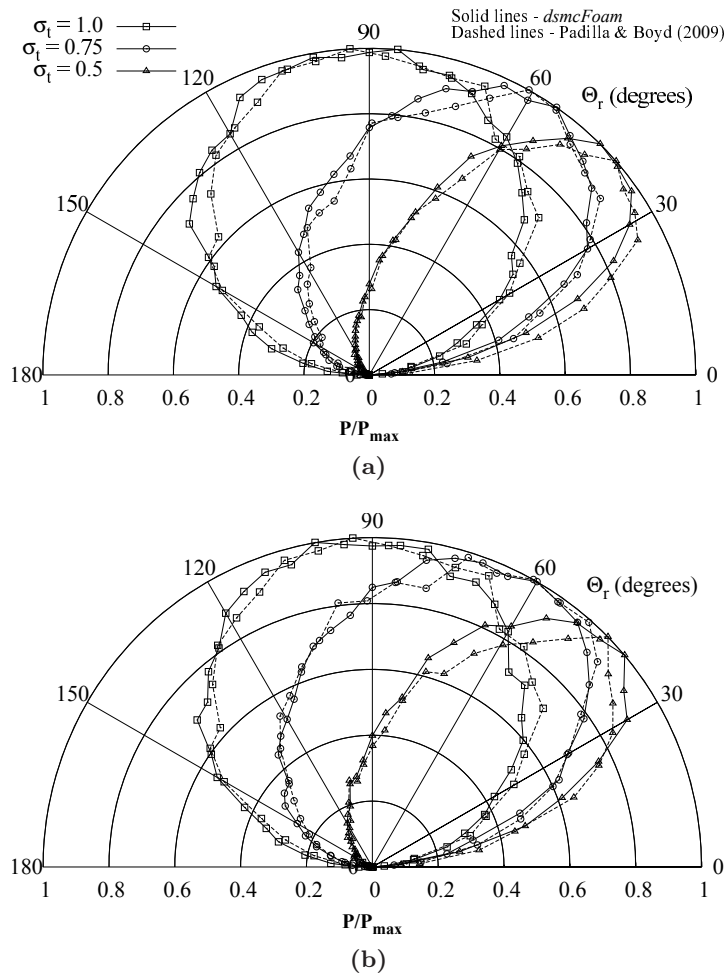 σt = 1.0
σt = 0.75
σt = 0.5
Solid lines - dsmcFoam
Dashed lines - Padilla & Boyd (2009)
90
120
60
Θr (degrees)
150
30
180
0
0
1 0.8 0.6 0.4 0.2 0 0.2 0.4 0.6 0.8 1
P/Pmax
(a)
90
120
60
Θr (degrees)
150
30
180
0
0
1 0.8 0.6 0.4 0.2 0 0.2 0.4 0.6 0.8 1
P/Pmax
(b)